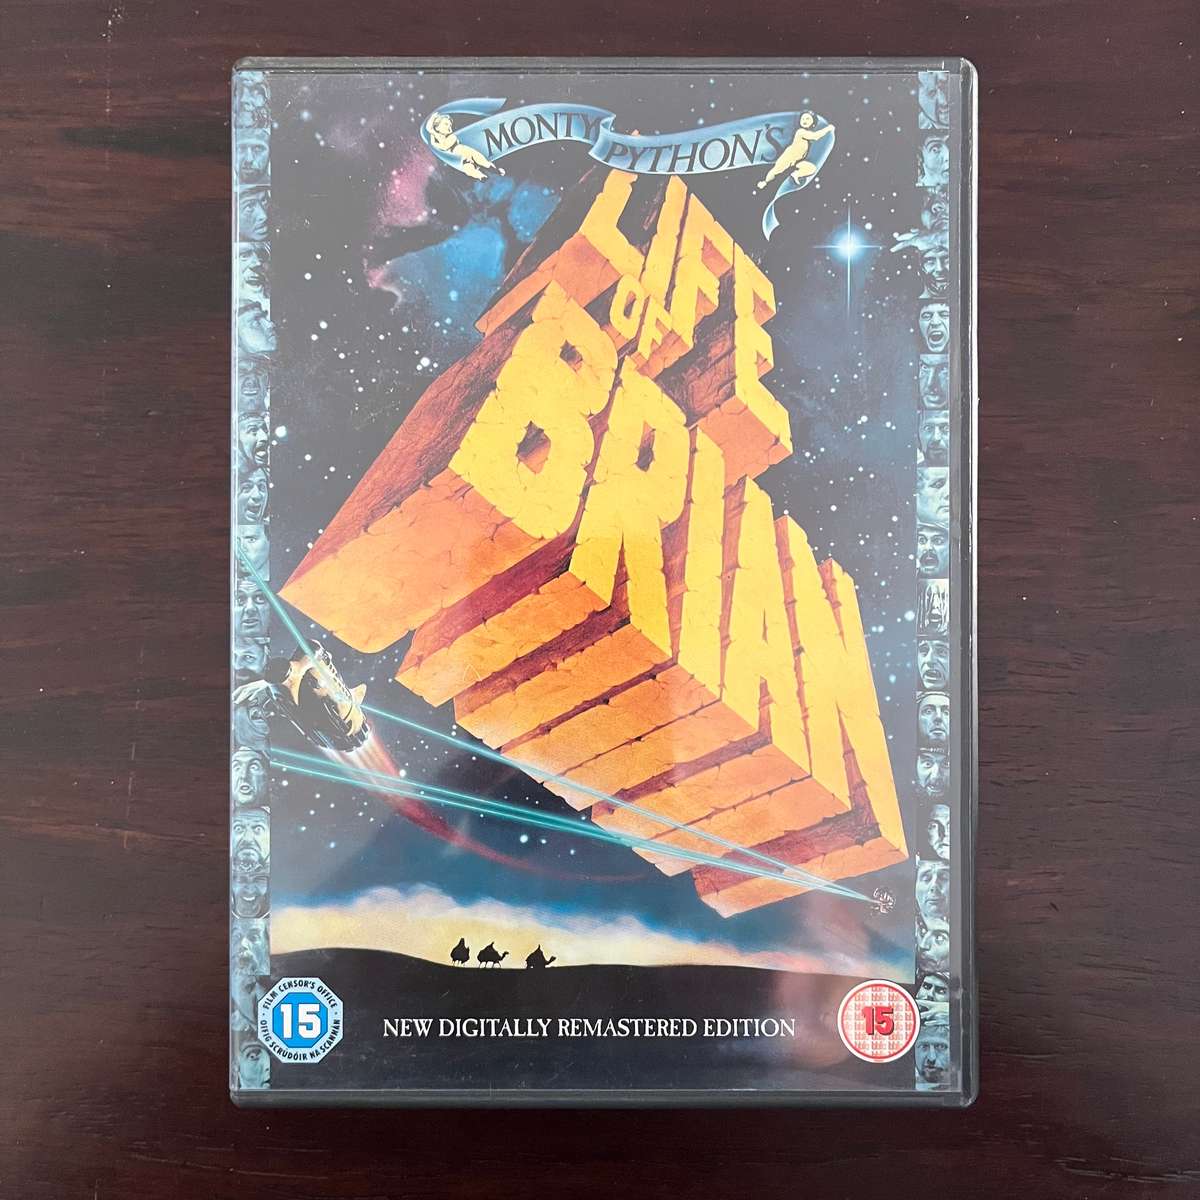 MONTY PYTHON'S
LIFE
OF
BRIAN
FILM CENSOR'S OFFICE
15
OIFIG SCRÚDÓIR NA SCANNÁN
NEW DIGITALLY REMASTERED EDITION
15